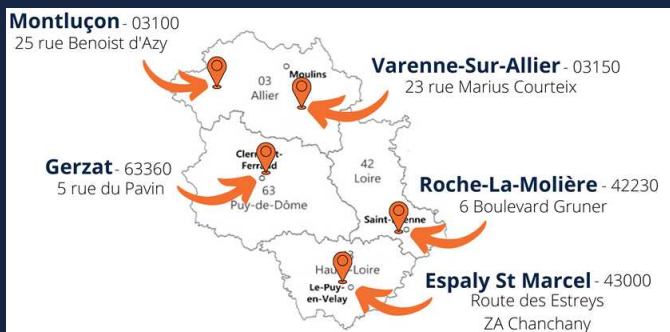 Montluçon - 03100
25 rue Benoist d'Azy
Moulins
03
Allier
Varenne-Sur-Allier - 03150
23 rue Marius Courteix
Gerzat - 63360
5 rue du Pavin
63
Puy-de-Dôme
42
Loire
Roche-La-Molière - 42230
6 Boulevard Gruner
Le-Puy-
en-Velay
Espaly St Marcel - 43000
Route des Estreys
ZA Chanchany